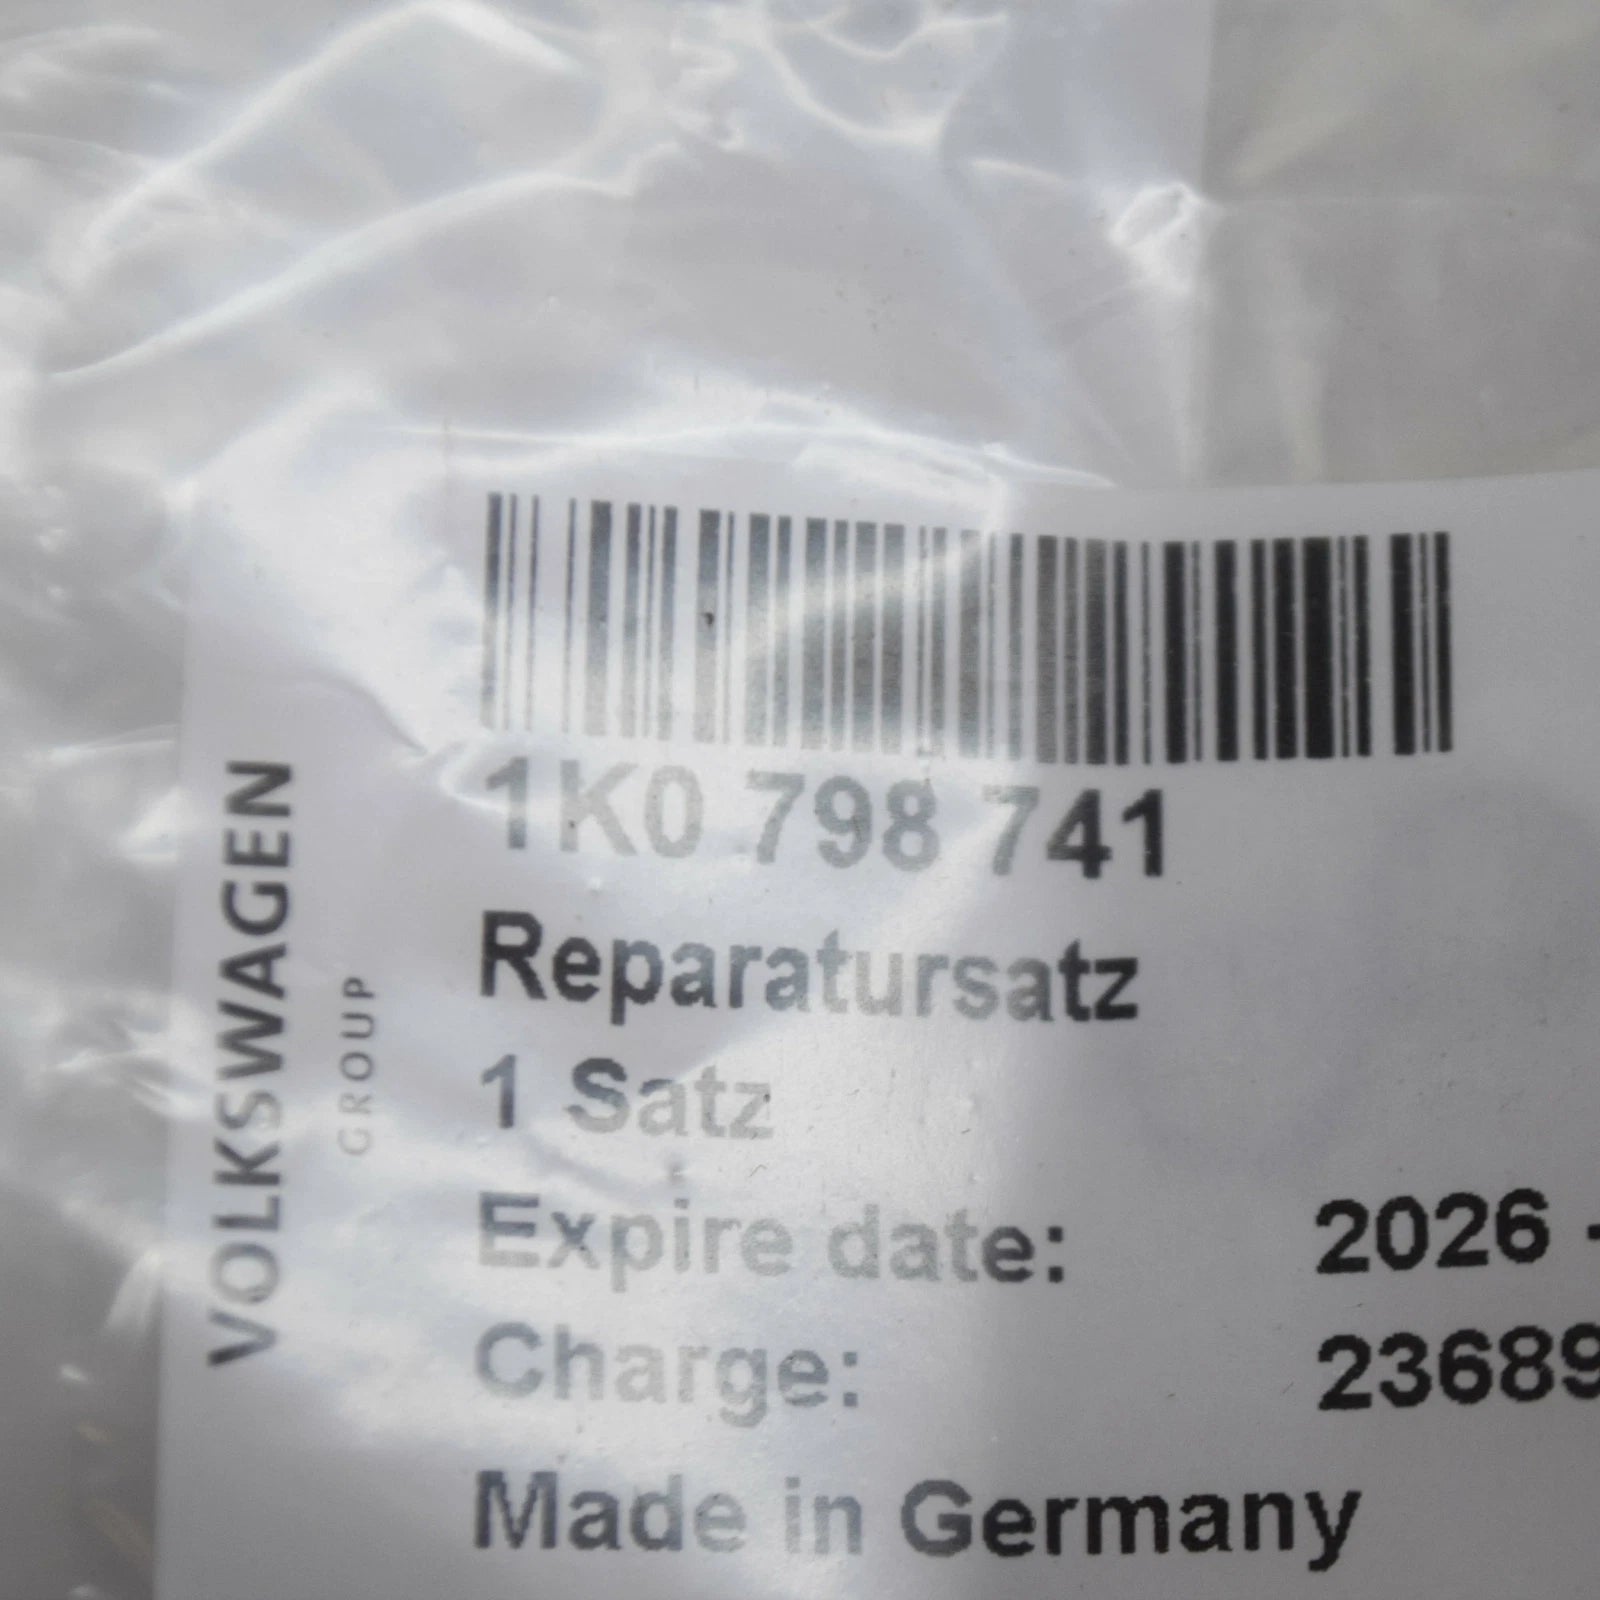 VOLKSWAGEN
GROUP
1K0 798 741
Reparatursatz
1 Satz
Expire date: 2026 -
Charge: 23689
Made in Germany